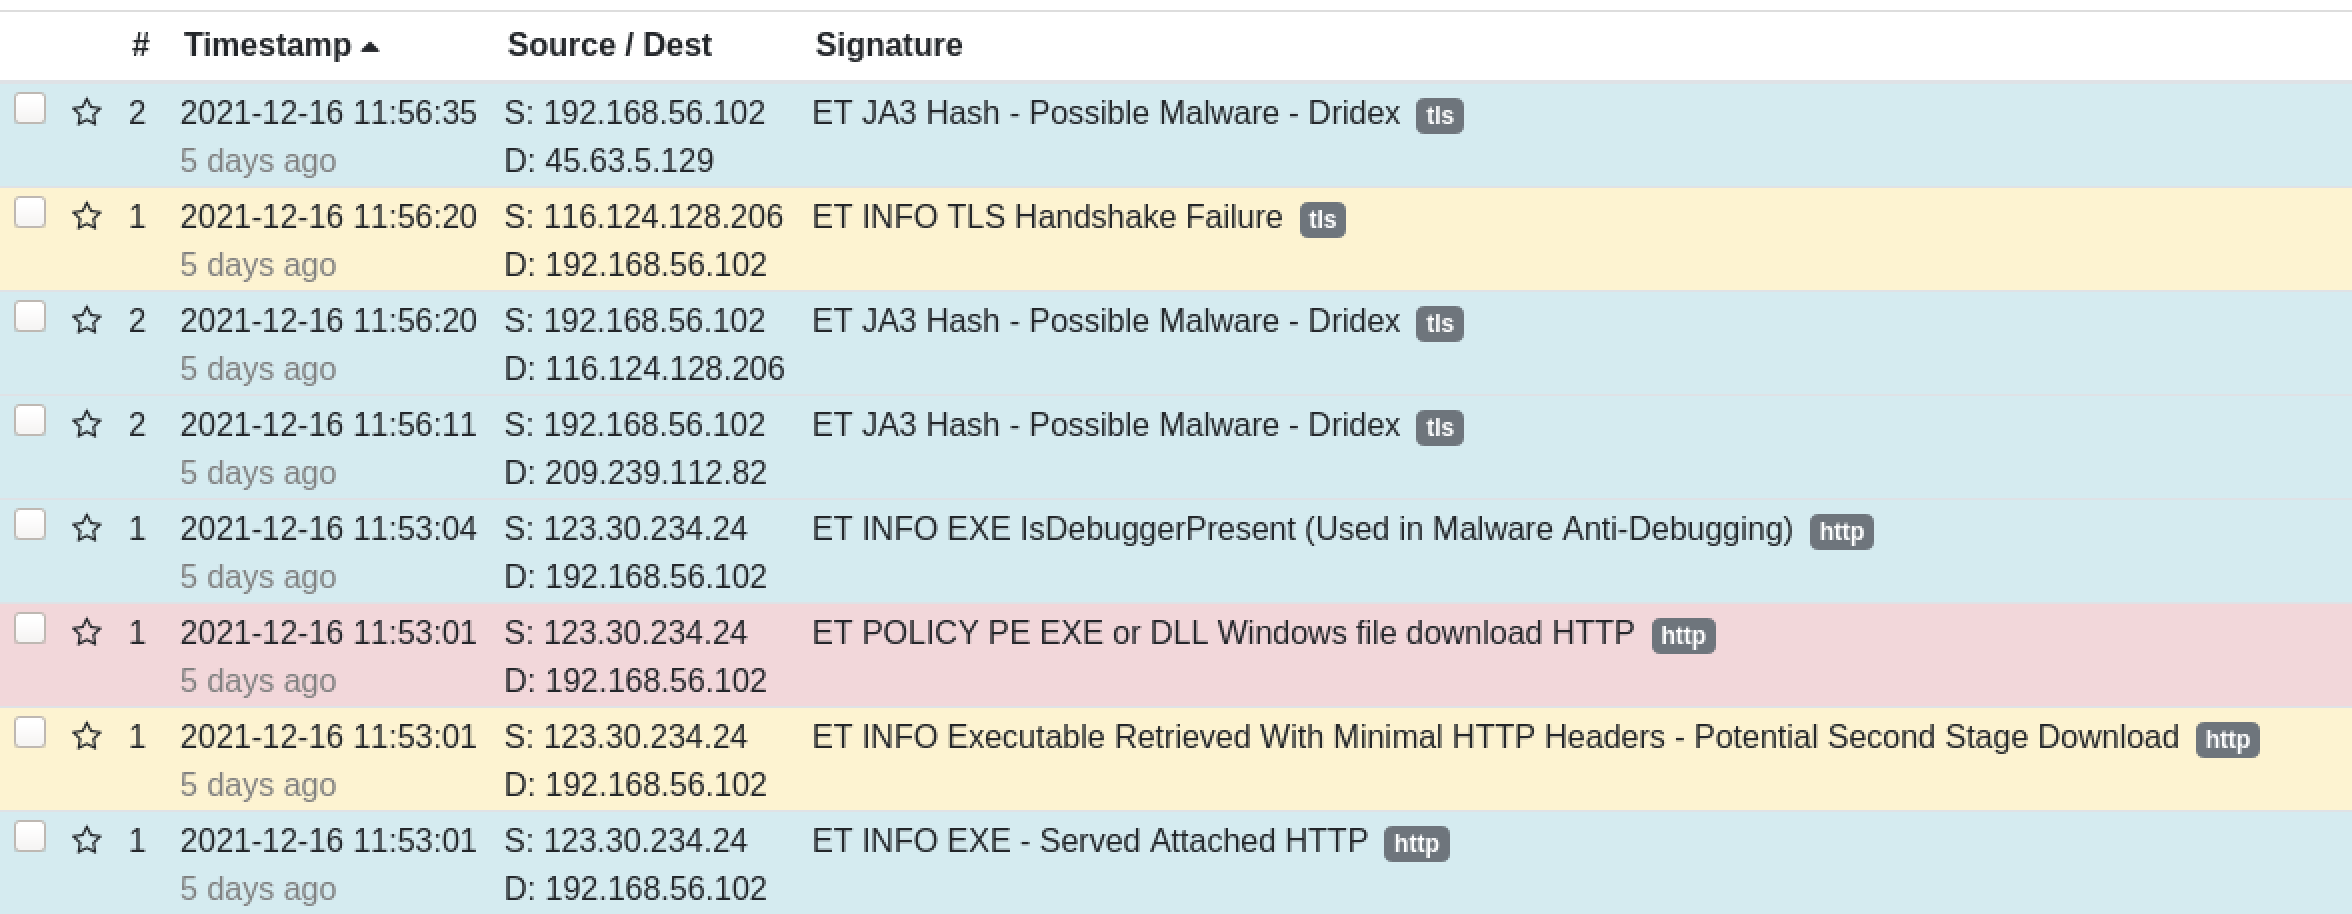 # Timestamp Source / Dest Signature
2 2021-12-16 11:56:35 S: 192.168.56.102 ET JA3 Hash - Possible Malware - Dridex tls
5 days ago D: 45.63.5.129
1 2021-12-16 11:56:20 S: 116.124.128.206 ET INFO TLS Handshake Failure tls
5 days ago D: 192.168.56.102
2 2021-12-16 11:56:20 S: 192.168.56.102 ET JA3 Hash - Possible Malware - Dridex tls
5 days ago D: 116.124.128.206
2 2021-12-16 11:56:11 S: 192.168.56.102 ET JA3 Hash - Possible Malware - Dridex tls
5 days ago D: 209.239.112.82
1 2021-12-16 11:53:04 S: 123.30.234.24 ET INFO EXE IsDebuggerPresent (Used in Malware Anti-Debugging) http
5 days ago D: 192.168.56.102
1 2021-12-16 11:53:01 S: 123.30.234.24 ET POLICY PE EXE or DLL Windows file download HTTP http
5 days ago D: 192.168.56.102
1 2021-12-16 11:53:01 S: 123.30.234.24 ET INFO Executable Retrieved With Minimal HTTP Headers - Potential Second Stage Download http
5 days ago D: 192.168.56.102
1 2021-12-16 11:53:01 S: 123.30.234.24 ET INFO EXE - Served Attached HTTP http
5 days ago D: 192.168.56.102